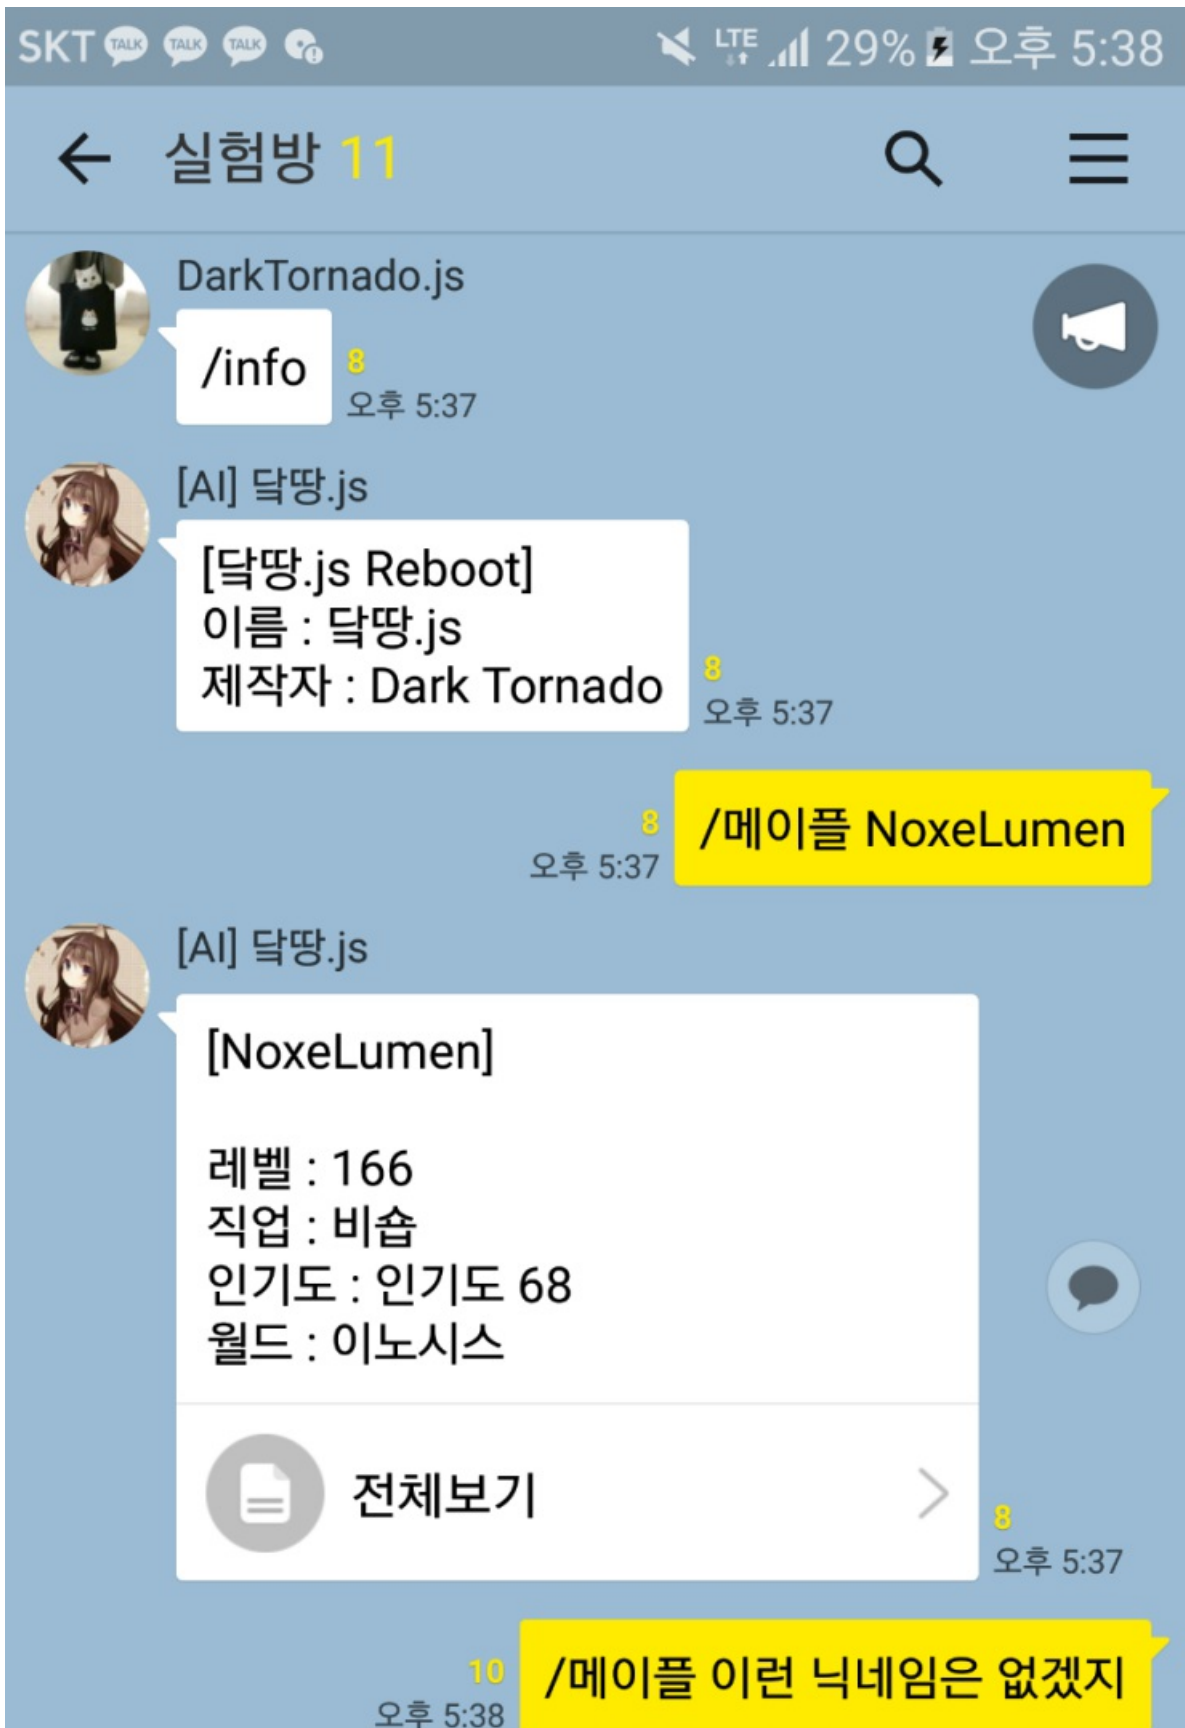 SKT TALK TALK TALK LTE 29% 오후 5:38
실험방 11
DarkTornado.js
/info
8
오후 5:37
[AI] 닼땅.js
[닼땅.js Reboot]
이름 : 닼땅.js
제작자 : Dark Tornado
8
오후 5:37
/메이플 NoxeLumen
8
오후 5:37
[AI] 닼땅.js
[NoxeLumen]
레벨 : 166
직업 : 비숍
인기도 : 인기도 68
월드 : 이노시스
전체보기
8
오후 5:37
/메이플 이런 닉네임은 없겠지
10
오후 5:38